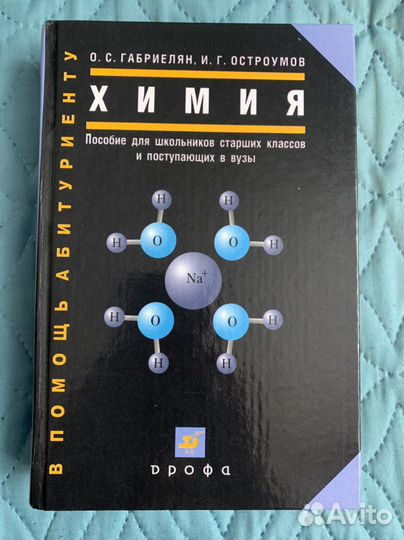 О. С. ГАБРИЕЛЯН, И. Г. ОСТРОУМОВ
ХИМИЯ
Пособие для школьников старших классов
и поступающих в вузы
В ПОМОЩЬ АБИТУРИЕНТУ
H
H
H
O
O
H
Na+
H
O
O
H
H
H
дрофа
Avito